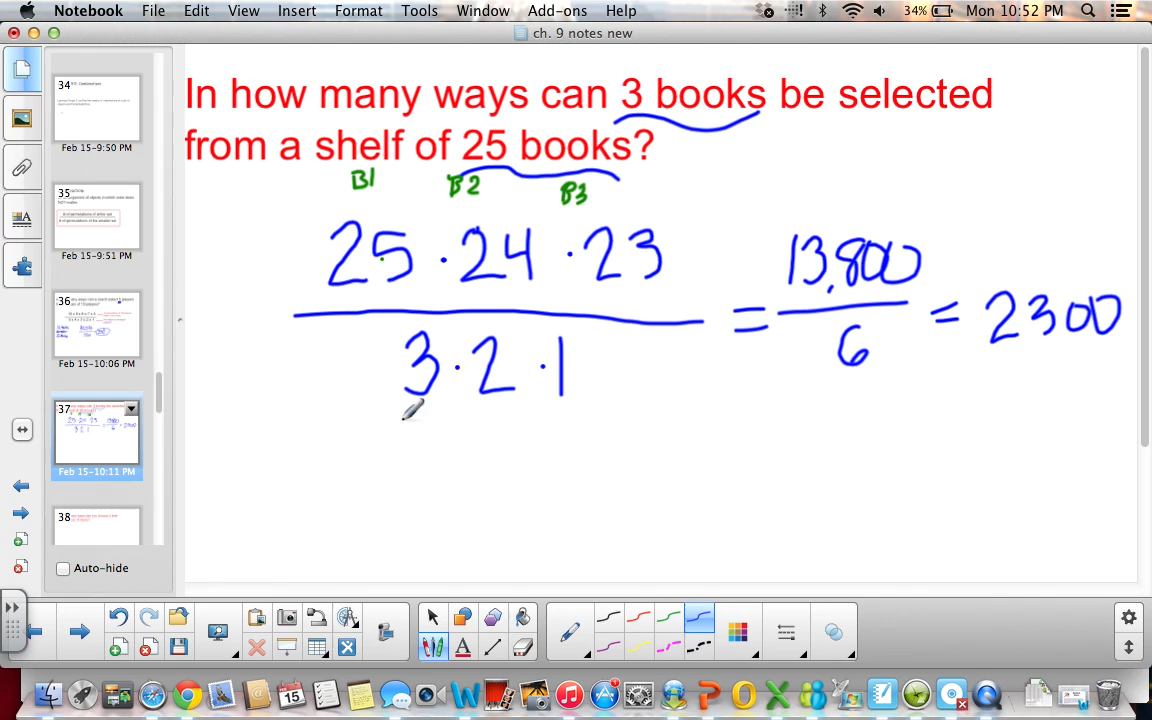 Notebook File Edit View Insert Format Tools Window Add-ons Help 34% Mon 10:52 PM
ch. 9 notes new
34
Feb 15-9:50 PM
35
Feb 15-9:51 PM
36
Feb 15-10:06 PM
37
Feb 15-10:11 PM
38
Auto-hide
In how many ways can 3 books be selected
from a shelf of 25 books?
B1 B2 B3
25 · 24 · 23
3 · 2 · 1
= 13,800
6
= 2300